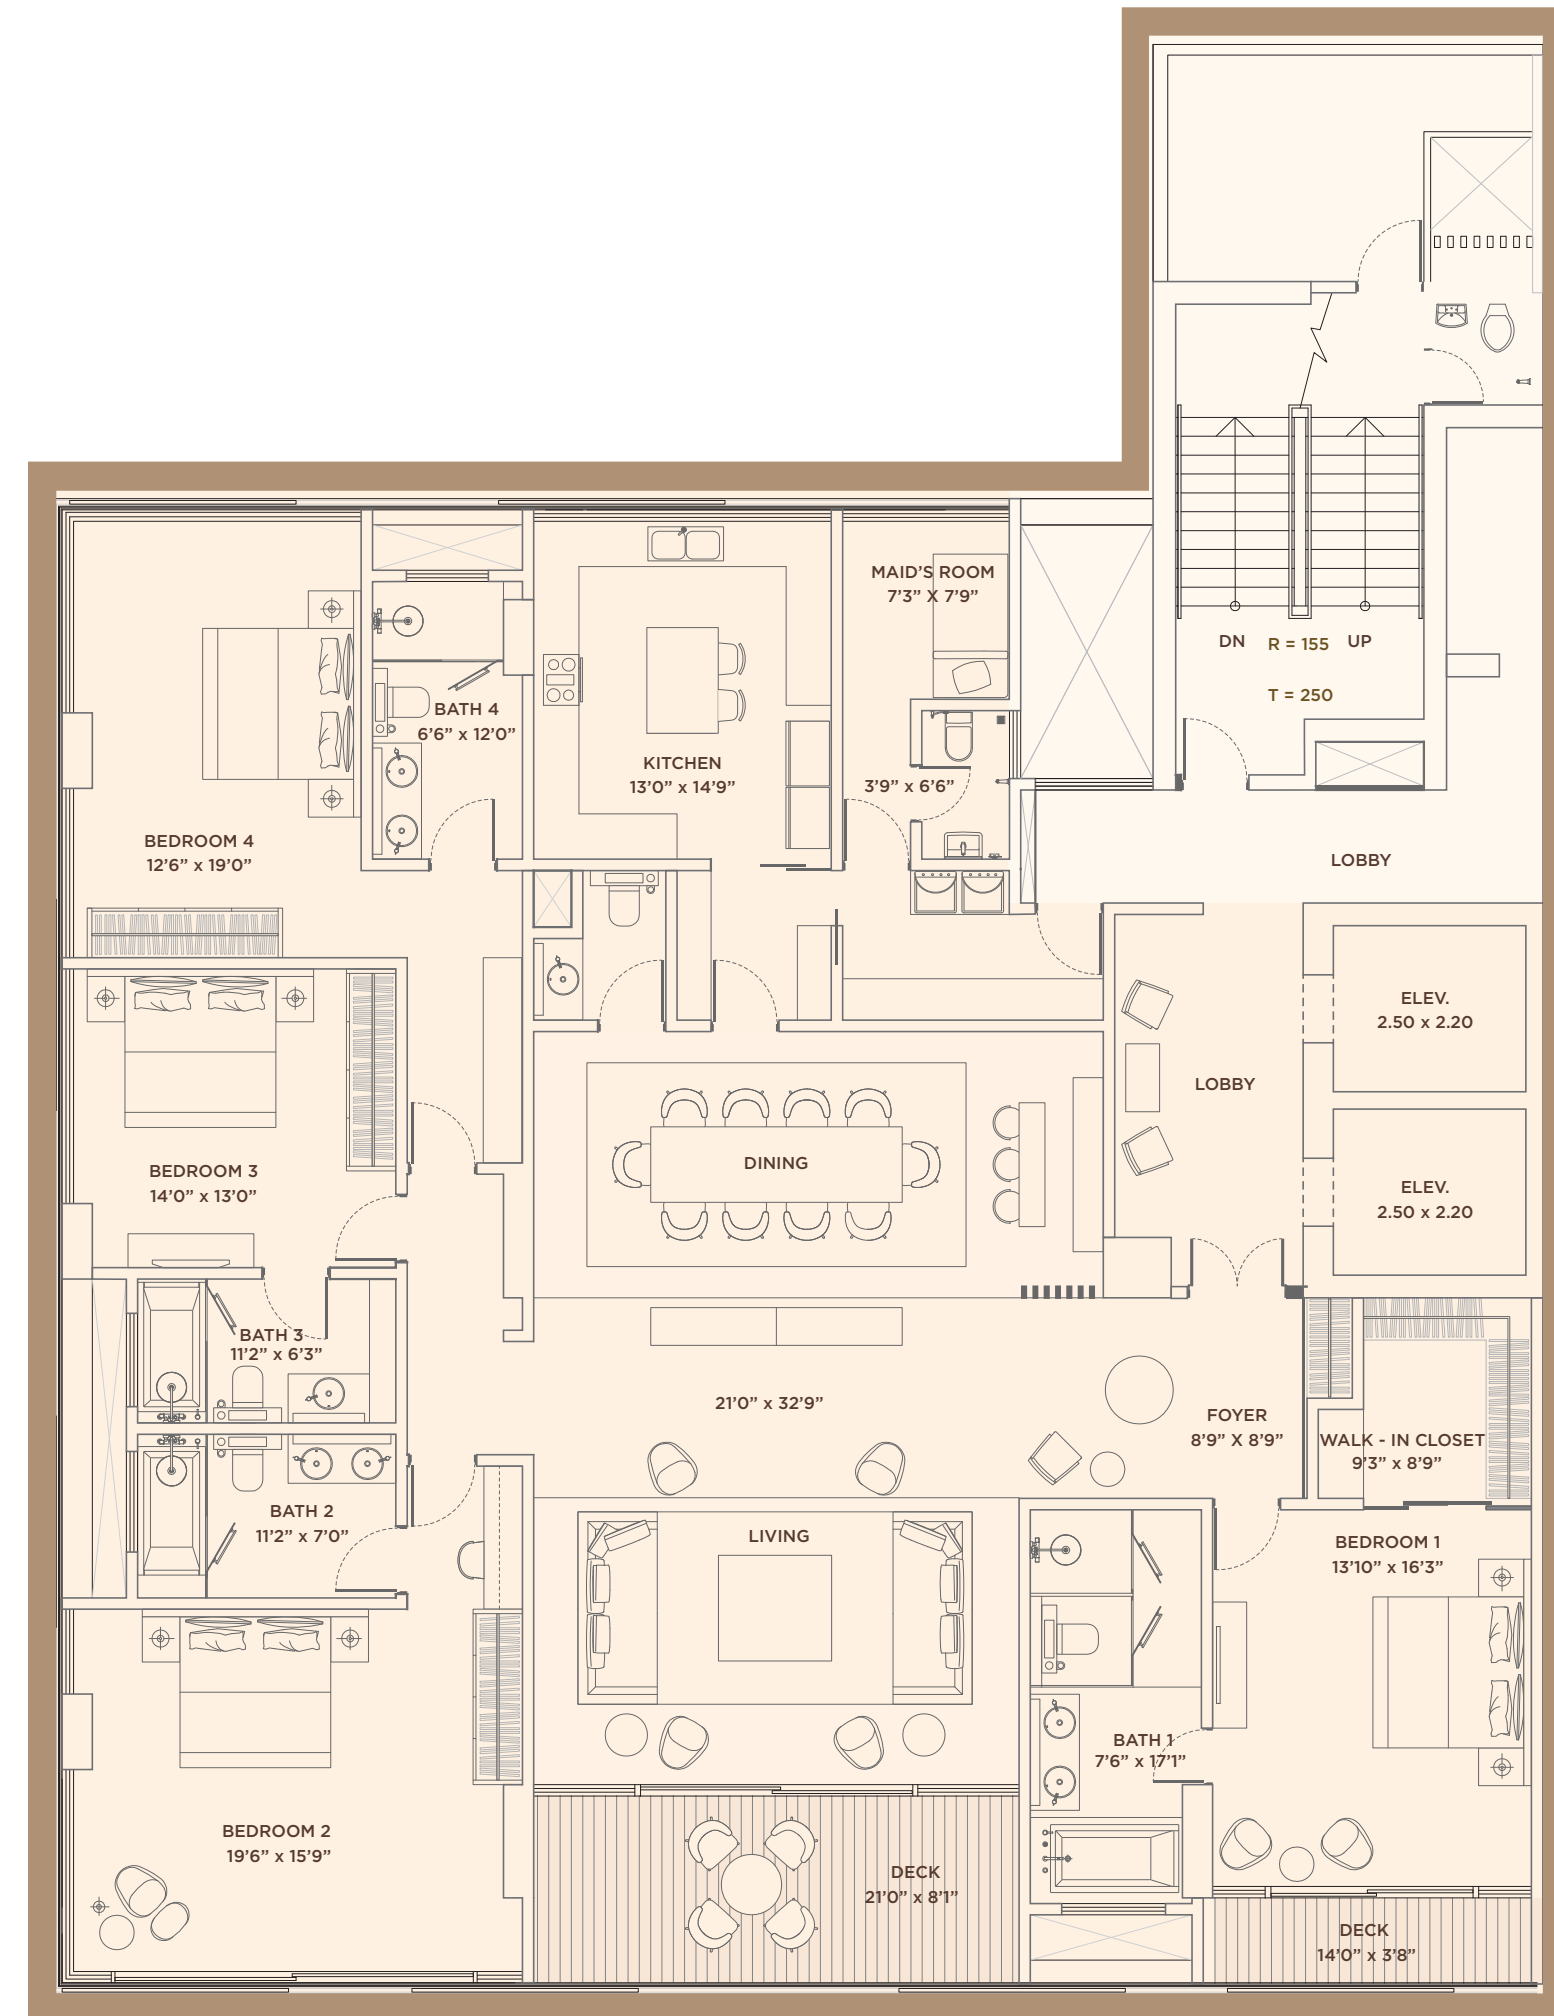 MAID’S ROOM
7’3” X 7’9”
DN
R = 155
UP
T = 250
BATH 4
6’6” x 12’0”
KITCHEN
13’0” x 14’9”
3’9” x 6’6”
BEDROOM 4
12’6” x 19’0”
LOBBY
ELEV.
2.50 x 2.20
LOBBY
DINING
BEDROOM 3
14’0” x 13’0”
ELEV.
2.50 x 2.20
BATH 3
11’2” x 6’3”
21’0” x 32’9”
FOYER
8’9” X 8’9”
WALK - IN CLOSET
9’3” x 8’9”
BATH 2
11’2” x 7’0”
LIVING
BEDROOM 1
13’10” x 16’3”
BATH 1
7’6” x 17’1”
BEDROOM 2
19’6” x 15’9”
DECK
21’0” x 8’1”
DECK
14’0” x 3’8”